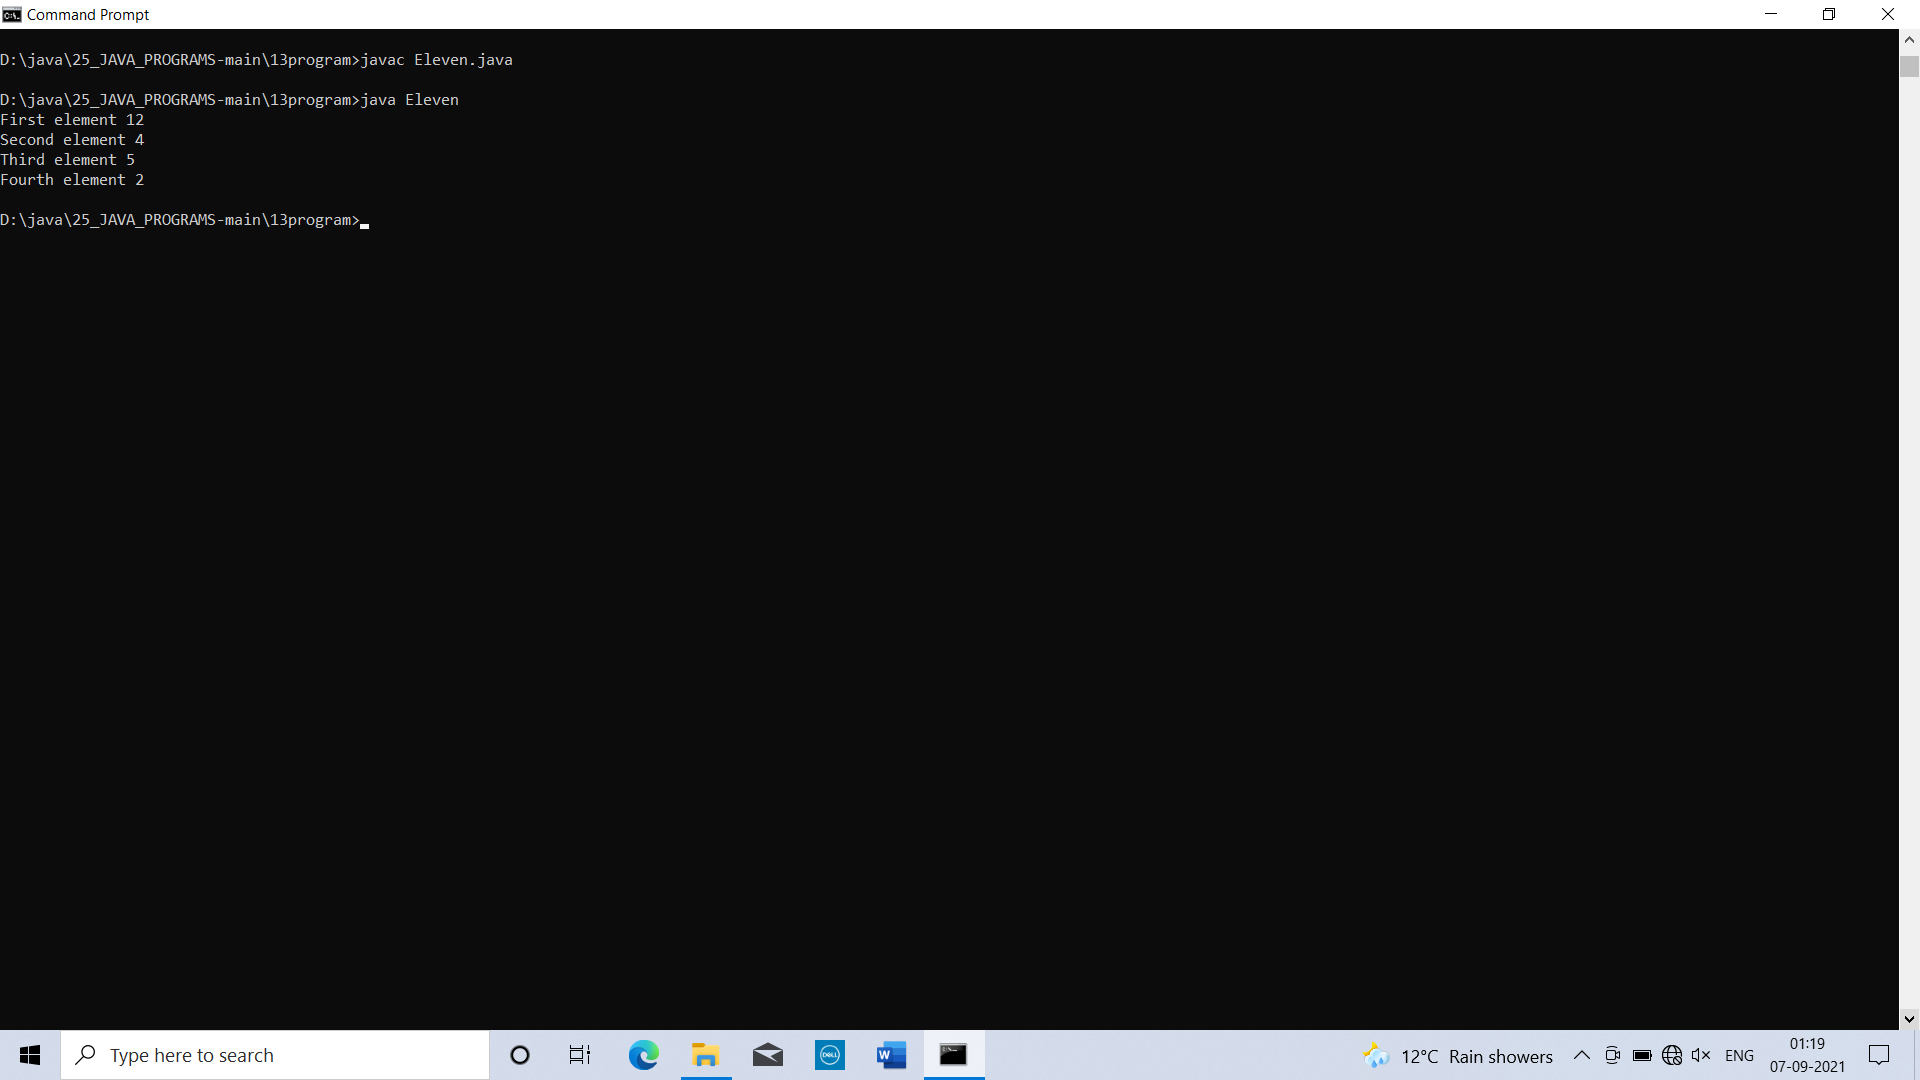 Command Prompt
D:\java\25_JAVA_PROGRAMS-main\13program>javac Eleven.java
D:\java\25_JAVA_PROGRAMS-main\13program>java Eleven
First element 12
Second element 4
Third element 5
Fourth element 2
D:\java\25_JAVA_PROGRAMS-main\13program>
Type here to search
DELL
W
12°C Rain showers
ENG
01:19
07-09-2021